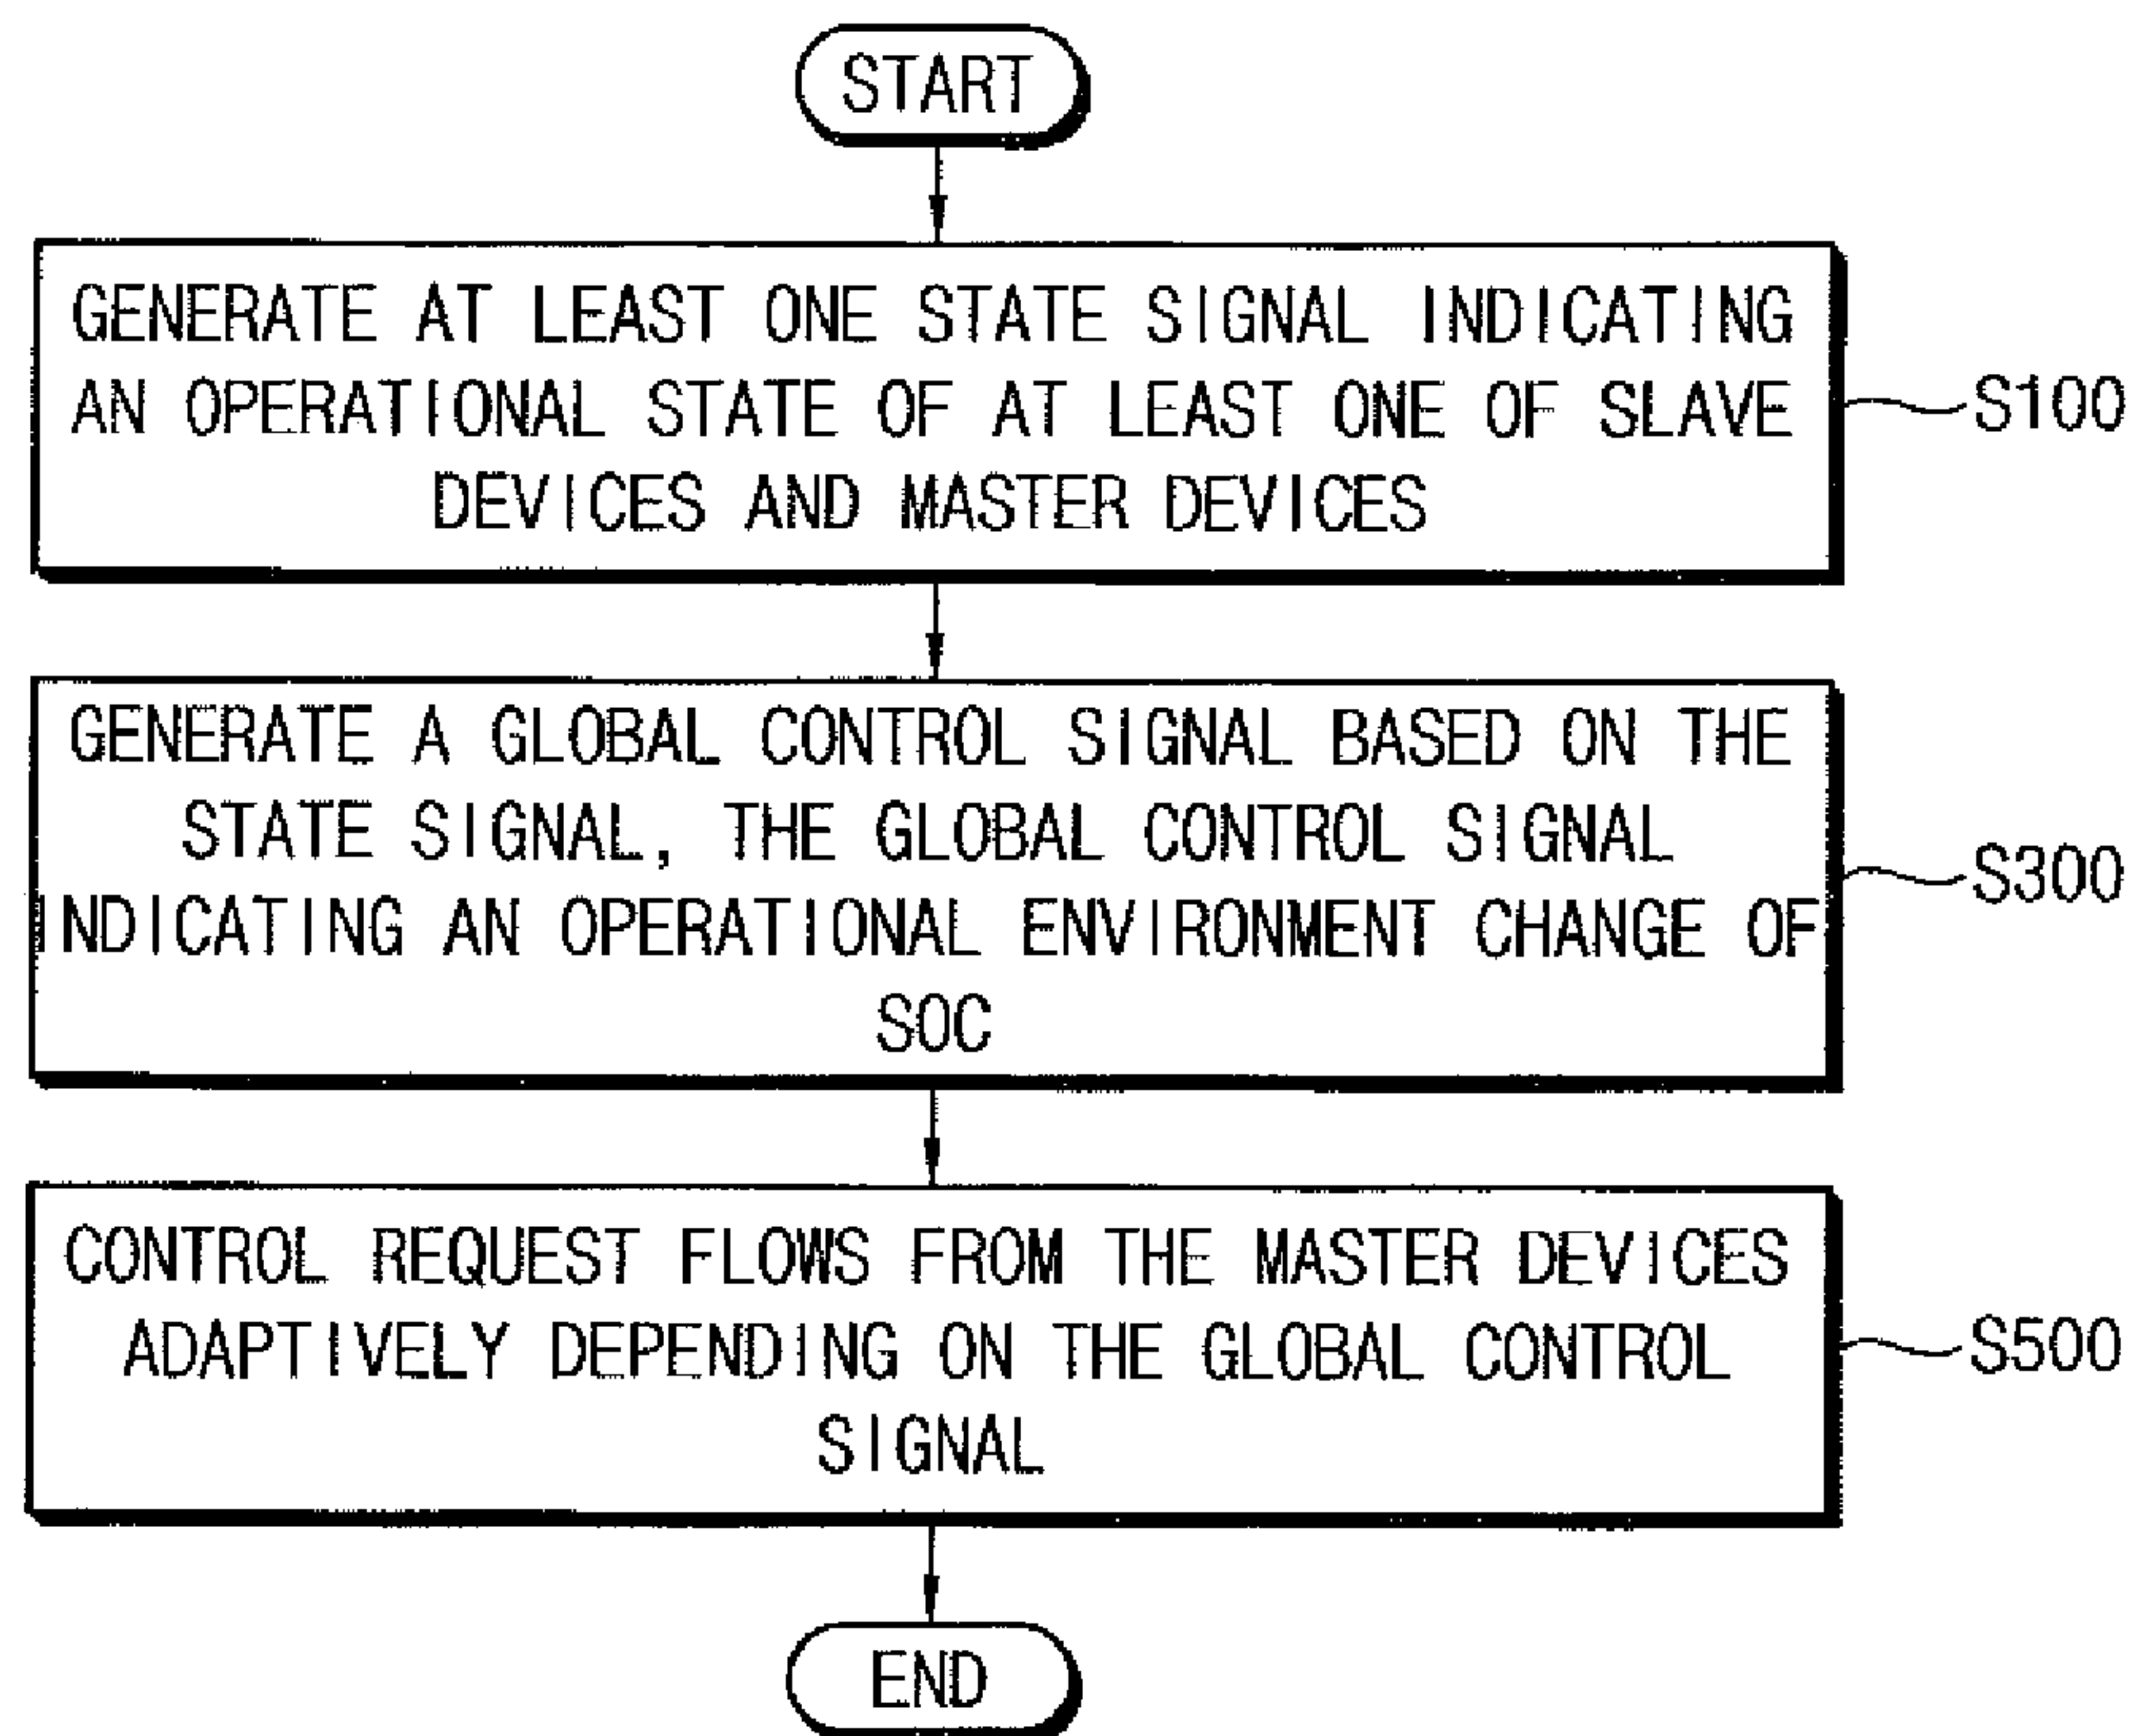 START
GENERATE AT LEAST ONE STATE SIGNAL INDICATING
AN OPERATIONAL STATE OF AT LEAST ONE OF SLAVE
DEVICES AND MASTER DEVICES
S100
GENERATE A GLOBAL CONTROL SIGNAL BASED ON THE
STATE SIGNAL, THE GLOBAL CONTROL SIGNAL
INDICATING AN OPERATIONAL ENVIRONMENT CHANGE OF
SOC
S300
CONTROL REQUEST FLOWS FROM THE MASTER DEVICES
ADAPTIVELY DEPENDING ON THE GLOBAL CONTROL
SIGNAL
S500
END